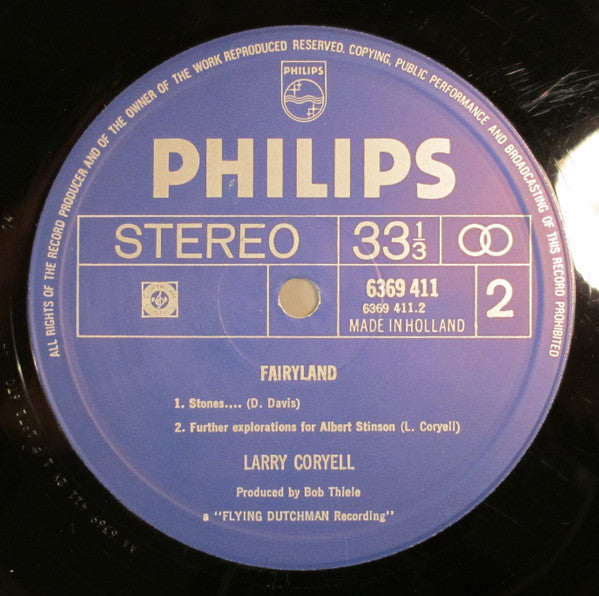 ALL RIGHTS OF THE RECORD PRODUCER AND OF THE OWNER OF THE WORK REPRODUCED RESERVED. COPYING, PUBLIC PERFORMANCE AND BROADCASTING OF THIS RECORD PROHIBITED
PHILIPS
PHILIPS
STEREO 33⅓
6369 411
6369 411.2
MADE IN HOLLAND
2
FAIRYLAND
1. Stones.... (D. Davis)
2. Further explorations for Albert Stinson (L. Coryell)
LARRY CORYELL
Produced by Bob Thiele
a "FLYING DUTCHMAN Recording"